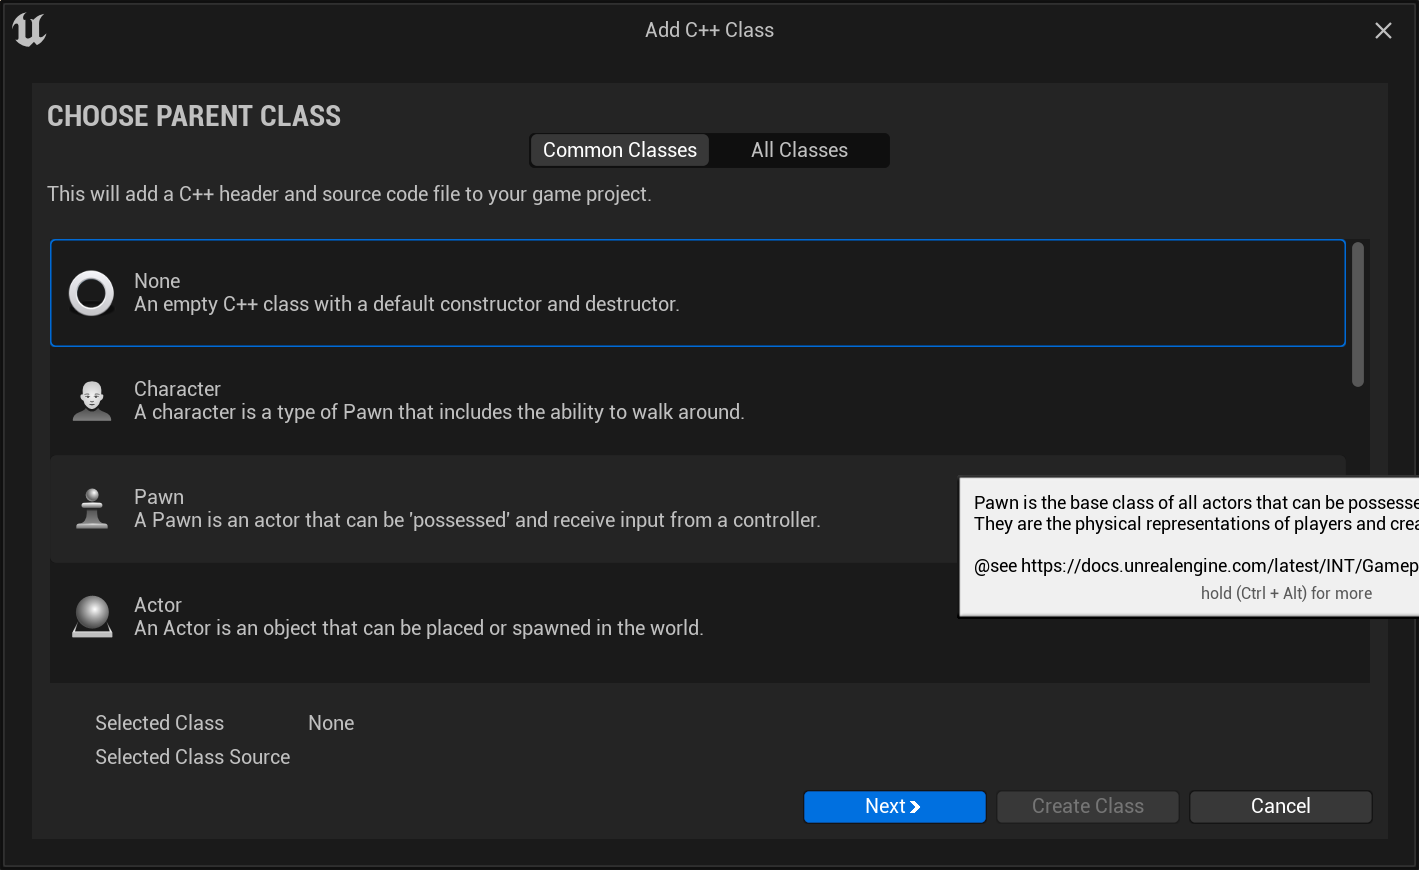 Add C++ Class
CHOOSE PARENT CLASS
Common Classes
All Classes
This will add a C++ header and source code file to your game project.
None
An empty C++ class with a default constructor and destructor.
Character
A character is a type of Pawn that includes the ability to walk around.
Pawn
A Pawn is an actor that can be 'possessed' and receive input from a controller.
Pawn is the base class of all actors that can be possesse
They are the physical representations of players and crea
@see https://docs.unrealengine.com/latest/INT/Gamep
hold (Ctrl + Alt) for more
Actor
An Actor is an object that can be placed or spawned in the world.
Selected Class None
Selected Class Source
Next
Create Class
Cancel